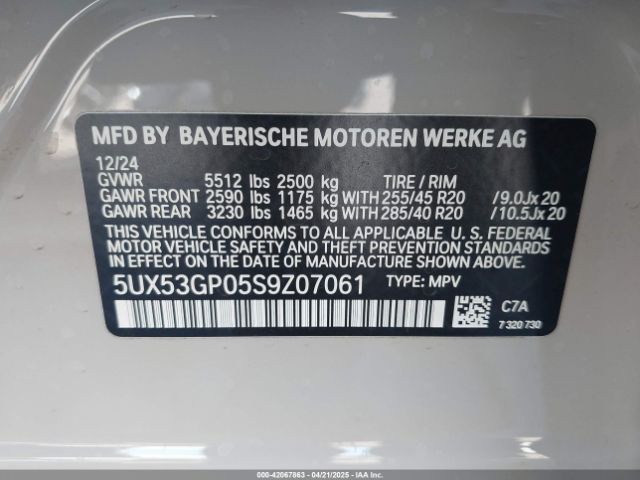 MFD BY BAYERISCHE MOTOREN WERKE AG
12/24
GVWR 5512 lbs 2500 kg TIRE / RIM
GAWR FRONT 2590 lbs 1175 kg WITH 255/45 R20 /9.0Jx20
GAWR REAR 3230 lbs 1465 kg WITH 285/40 R20 /10.5Jx20
THIS VEHICLE CONFORMS TO ALL APPLICABLE U. S. FEDERAL
MOTOR VEHICLE SAFETY AND THEFT PREVENTION STANDARDS
IN EFFECT ON THE DATE OF MANUFACTURE SHOWN ABOVE.
5UX53GP05S9Z07061 TYPE: MPV
C7A
7 320 730
000-42067863 - 04/21/2025 - IAAI, Inc.